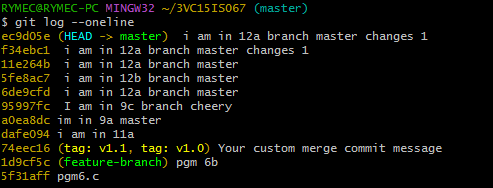 RYMEC@RYMEC-PC MINGW32 ~/3VC15IS067 (master)
$ git log --oneline
ec9d05e (HEAD -> master)  i am in 12a branch master changes 1
f34ebc1 i am in 12a branch master changes 1
11e264b i am in 12a branch master
5fe8ac7 i am in 12b branch master
6de9cfd i am in 12a branch master
95997fc I am in 9c branch cheery
a0ea8dc im in 9a master
dafe094 i am in 11a
74eec16 (tag: v1.1, tag: v1.0) Your custom merge commit message
1d9cf5c (feature-branch) pgm 6b
5f31aff pgm6.c